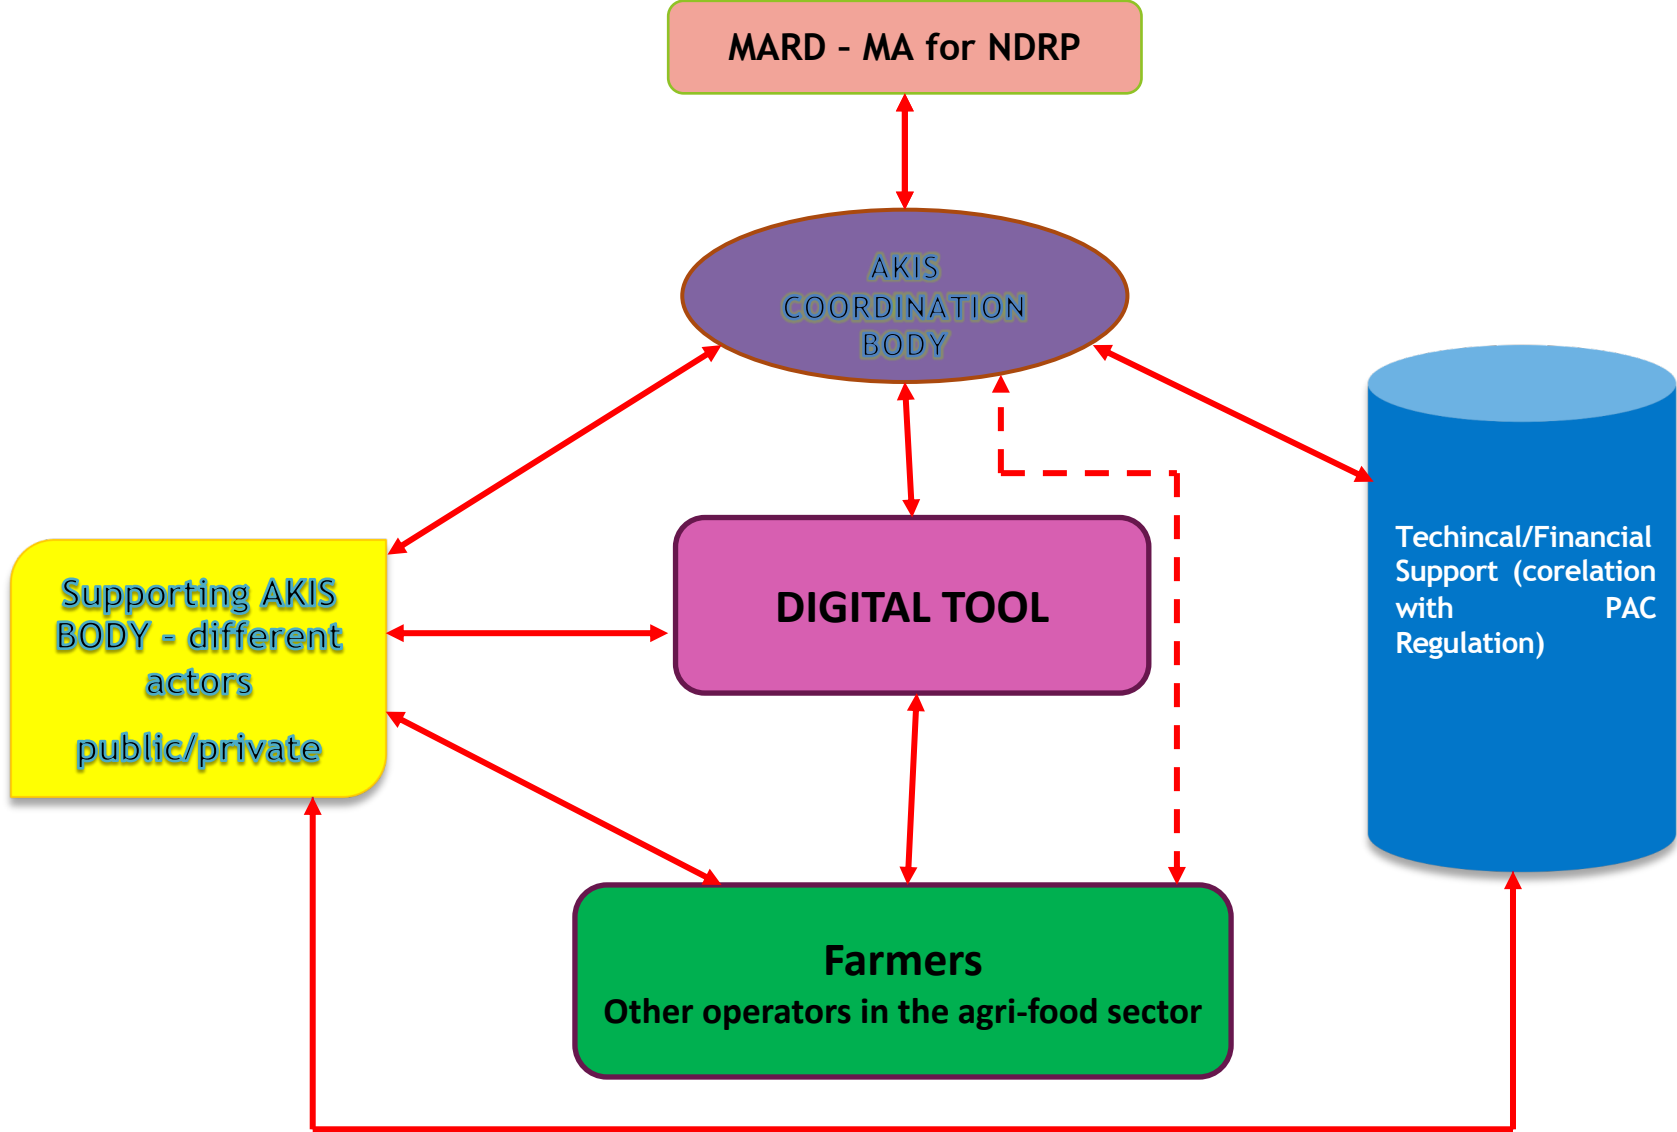 MARD - MA for NDRP
AKIS
COORDINATION
BODY
Techincal/Financial
Support (corelation
with PAC
Regulation)
Supporting AKIS
BODY - different
actors
public/private
DIGITAL TOOL
Farmers
Other operators in the agri-food sector